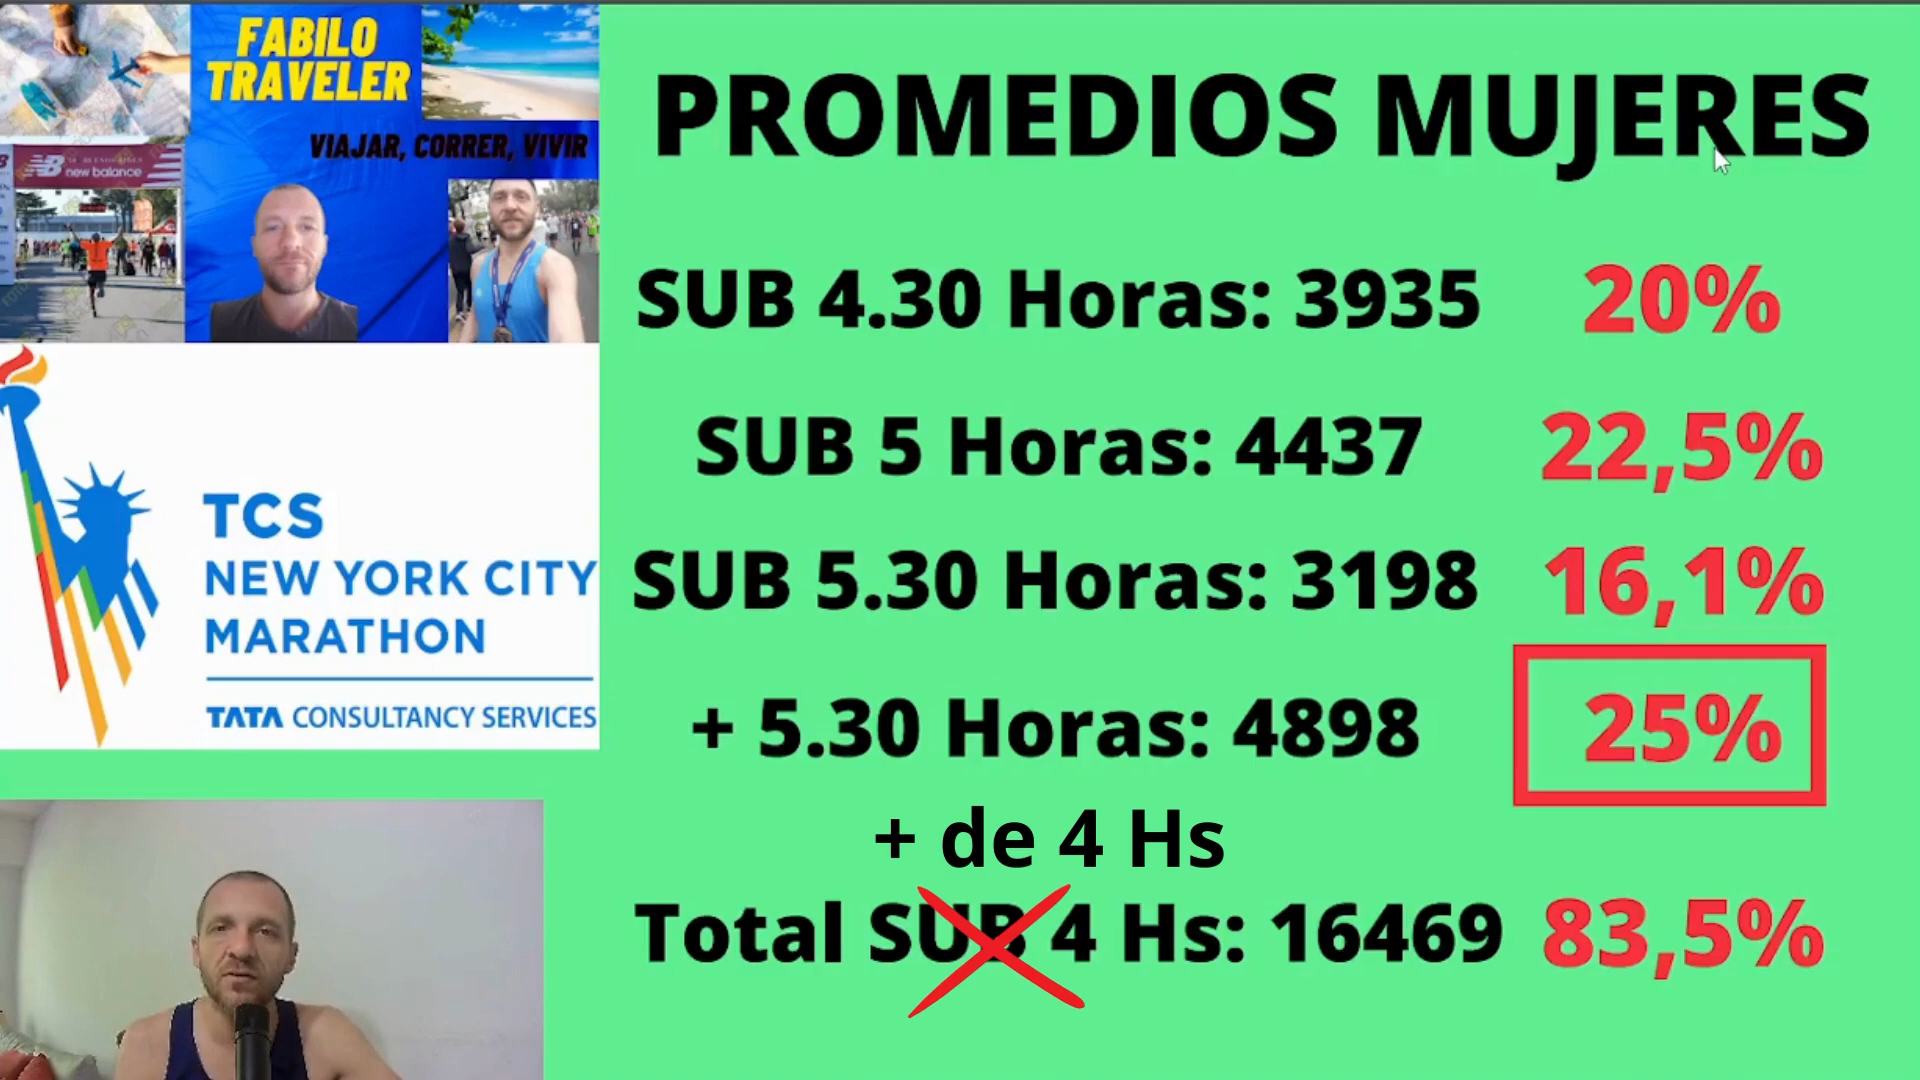 FABILO
TRAVELER
VIAJAR, CORRER, VIVIR
new balance
TCS
NEW YORK CITY
MARATHON
TATA CONSULTANCY SERVICES
PROMEDIOS MUJERES
SUB 4.30 Horas: 3935 20%
SUB 5 Horas: 4437 22,5%
SUB 5.30 Horas: 3198 16,1%
+ 5.30 Horas: 4898 25%
+ de 4 Hs
Total SUB 4 Hs: 16469 83,5%